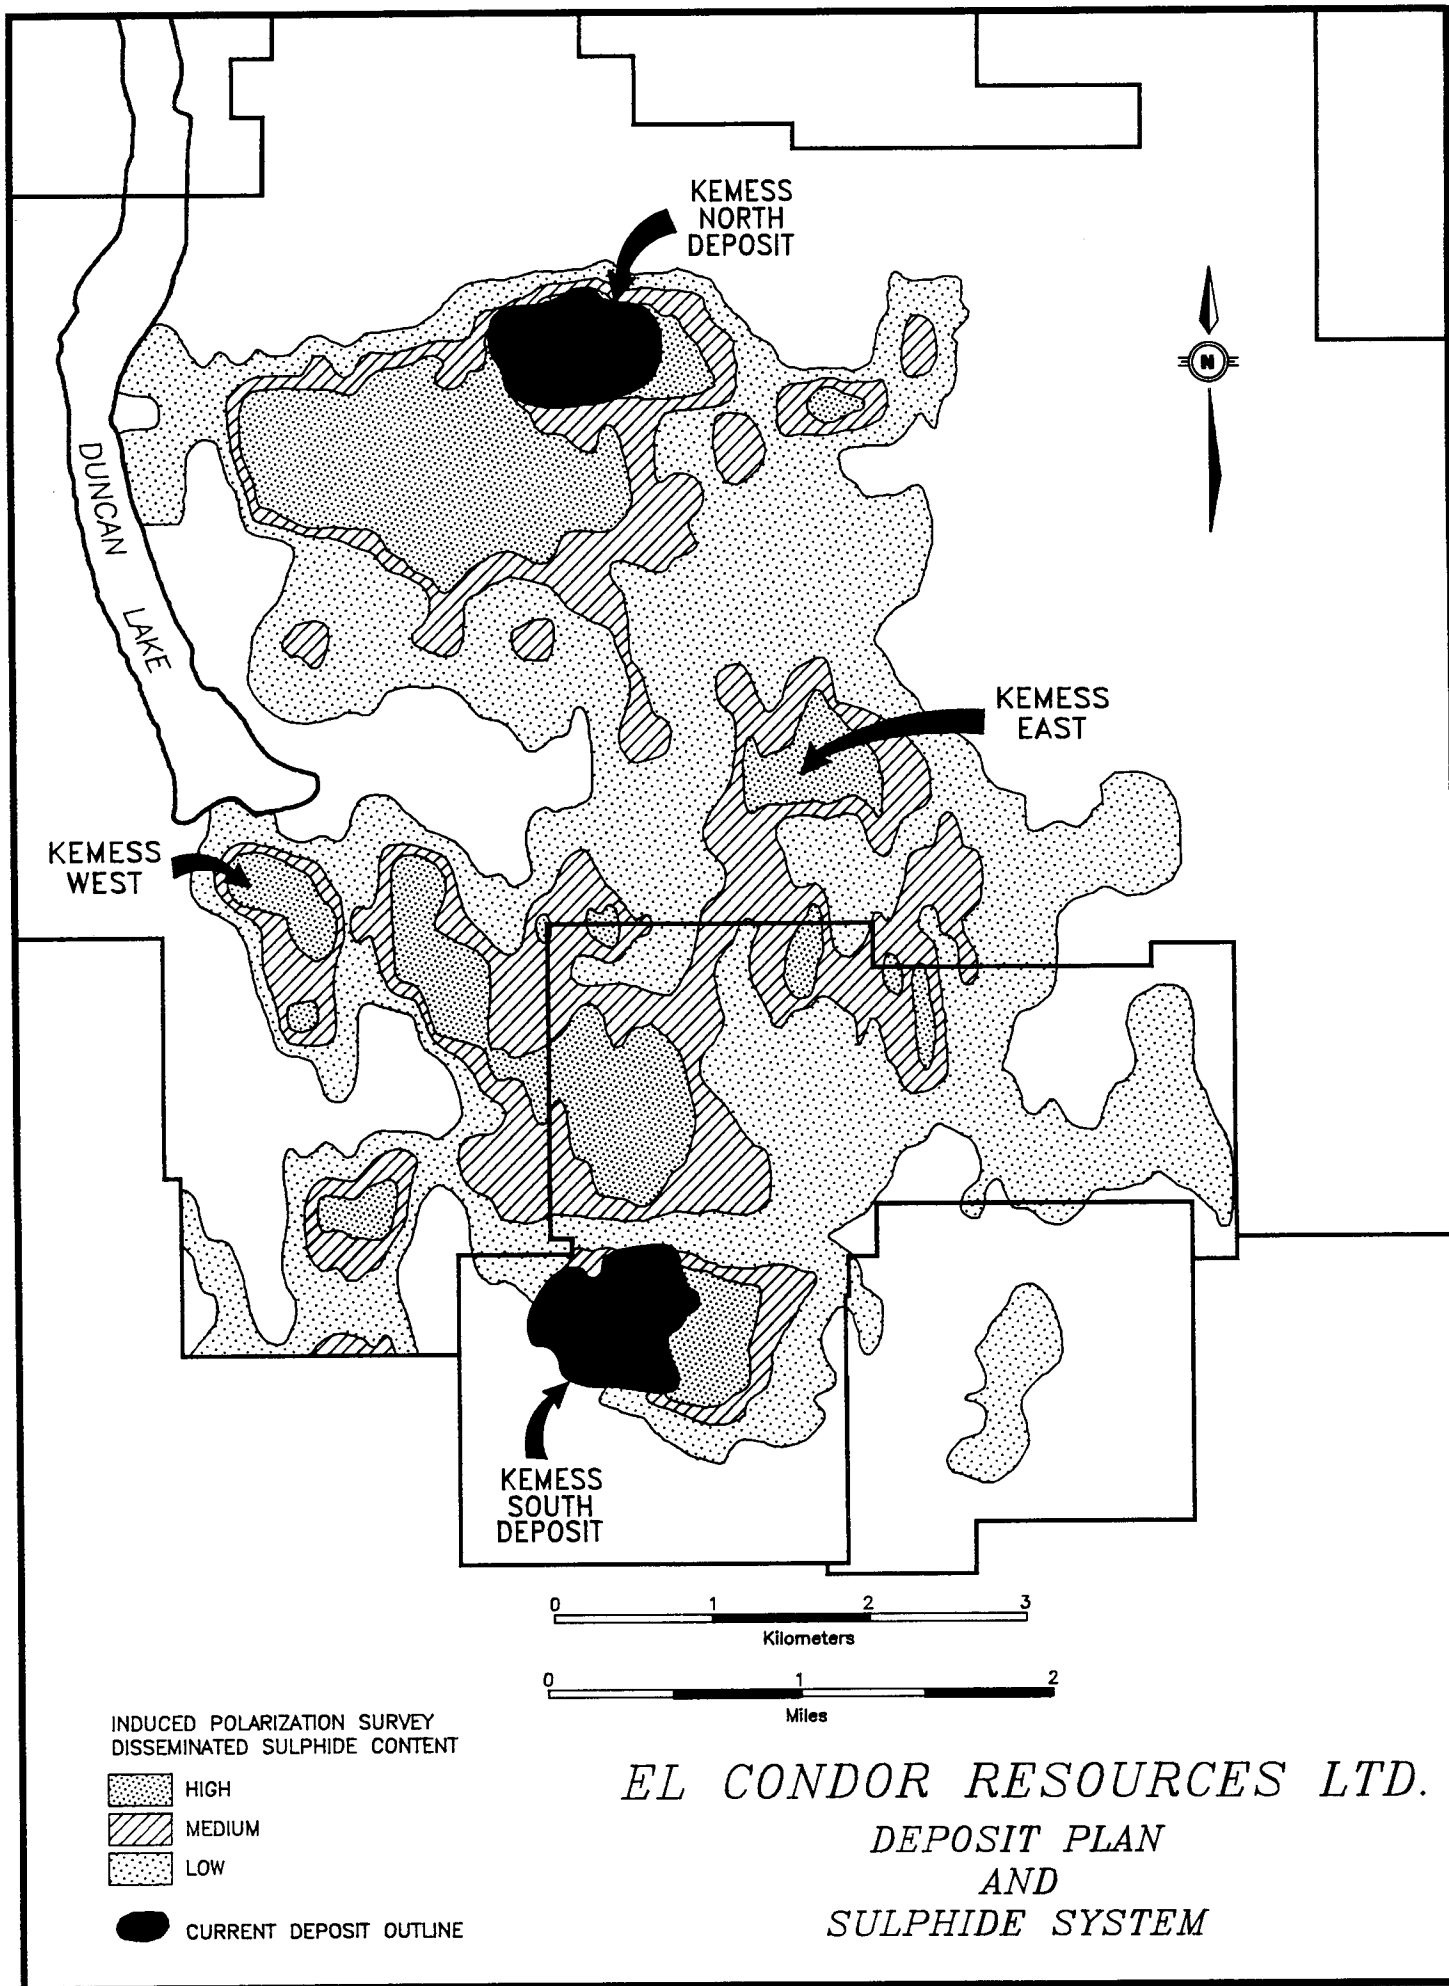 KEMESS
NORTH
DEPOSIT
N
DUNCAN LAKE
KEMESS
EAST
KEMESS
WEST
KEMESS
SOUTH
DEPOSIT
0 1 2 3
Kilometers
0 1 2
Miles
INDUCED POLARIZATION SURVEY
DISSEMINATED SULPHIDE CONTENT
HIGH
MEDIUM
LOW
CURRENT DEPOSIT OUTLINE
EL CONDOR RESOURCES LTD.
DEPOSIT PLAN
AND
SULPHIDE SYSTEM